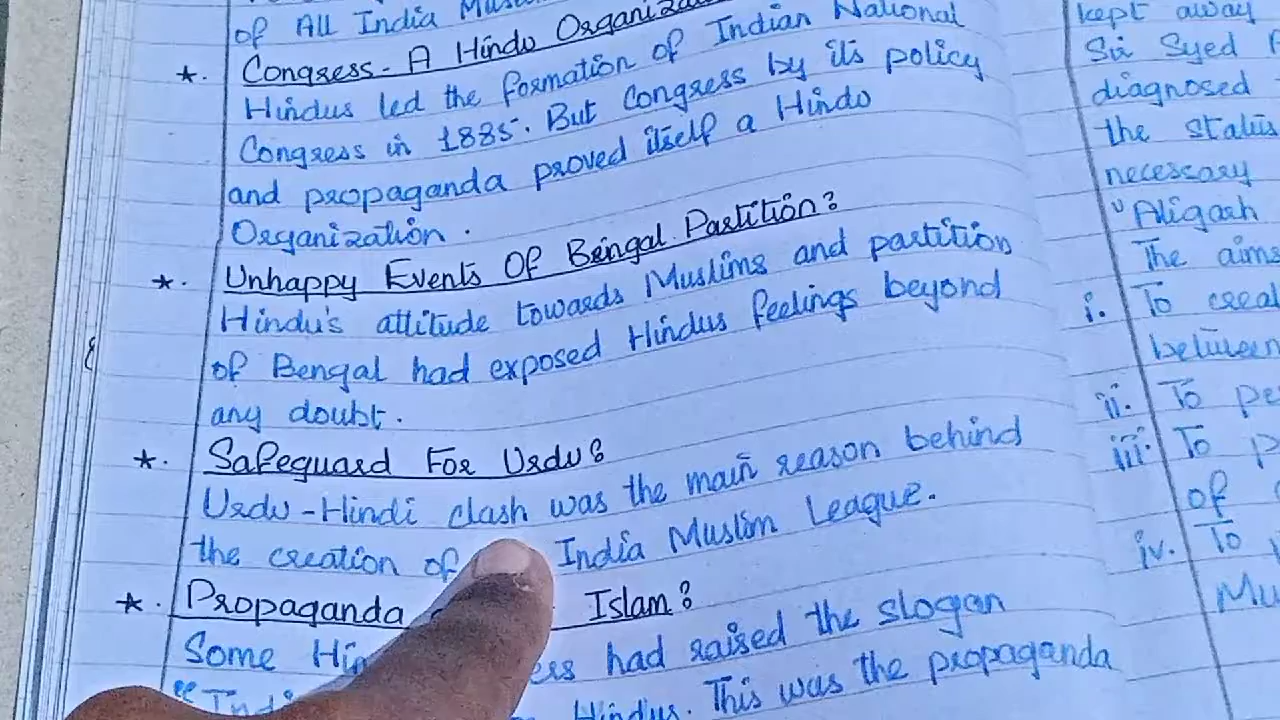 of All India
Congress - A Hindu
Hindus led the formation of Indian National
Congress in 1885. But Congress by its policy
and propaganda proved itself a Hindu
Organization.
Unhappy Events Of Bengal Partition:
Hindu's attitude towards Muslims and partition
of Bengal had exposed Hindus feelings beyond
any doubt.
Safeguard For Urdu:
Urdu - Hindi clash was the main reason behind
the creation of India Muslim League.
Propaganda Islam:
Some had raised the slogan
Hindus. This was the propaganda
kept away
Sir Syed
diagnosed
the status
necessary
"Aligarh
The aims
i. To
between
ii. To
iii. To
of
iv. To